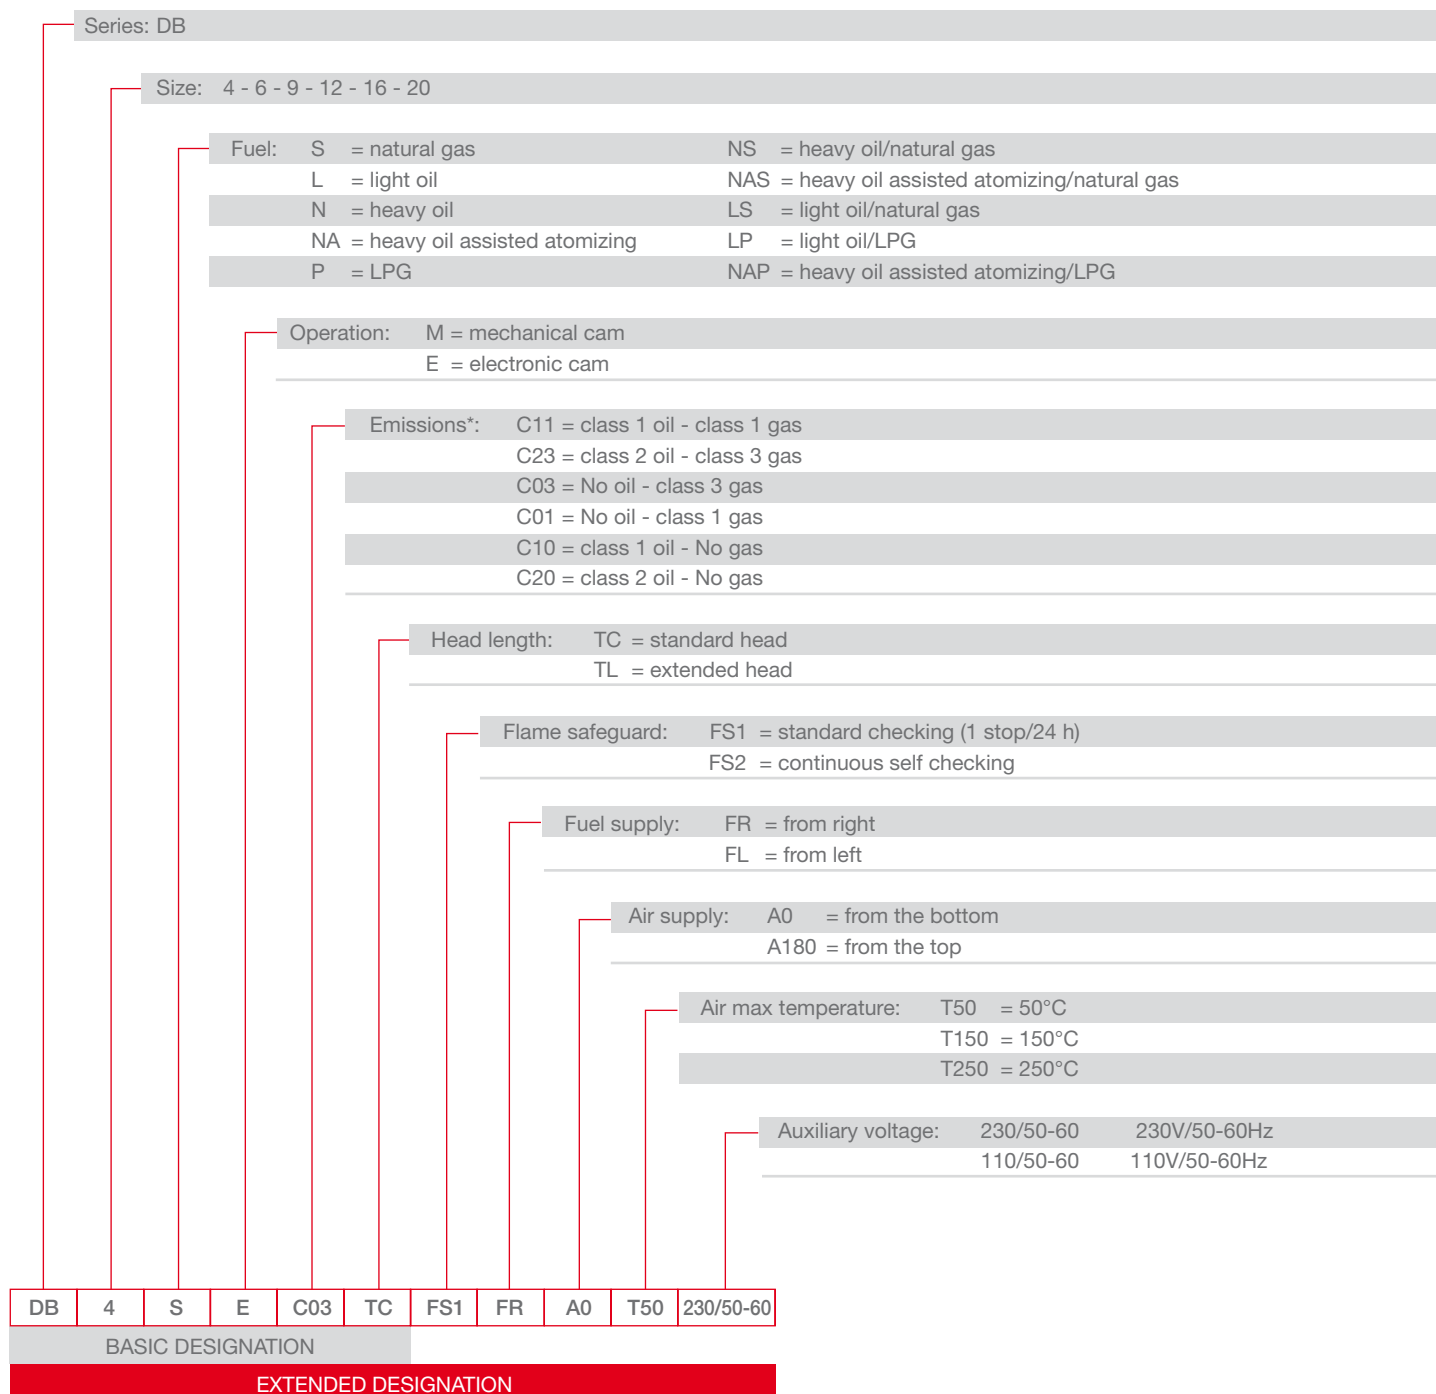 Series: DB
Size: 4 - 6 - 9 - 12 - 16 - 20
Fuel: S = natural gas NS = heavy oil/natural gas
L = light oil NAS = heavy oil assisted atomizing/natural gas
N = heavy oil LS = light oil/natural gas
NA = heavy oil assisted atomizing LP = light oil/LPG
P = LPG NAP = heavy oil assisted atomizing/LPG
Operation: M = mechanical cam
E = electronic cam
Emissions*: C11 = class 1 oil - class 1 gas
C23 = class 2 oil - class 3 gas
C03 = No oil - class 3 gas
C01 = No oil - class 1 gas
C10 = class 1 oil - No gas
C20 = class 2 oil - No gas
Head length: TC = standard head
TL = extended head
Flame safeguard: FS1 = standard checking (1 stop/24 h)
FS2 = continuous self checking
Fuel supply: FR = from right
FL = from left
Air supply: A0 = from the bottom
A180 = from the top
Air max temperature: T50 = 50°C
T150 = 150°C
T250 = 250°C
Auxiliary voltage: 230/50-60 230V/50-60Hz
110/50-60 110V/50-60Hz
DB 4 S E C03 TC FS1 FR A0 T50 230/50-60
BASIC DESIGNATION
EXTENDED DESIGNATION